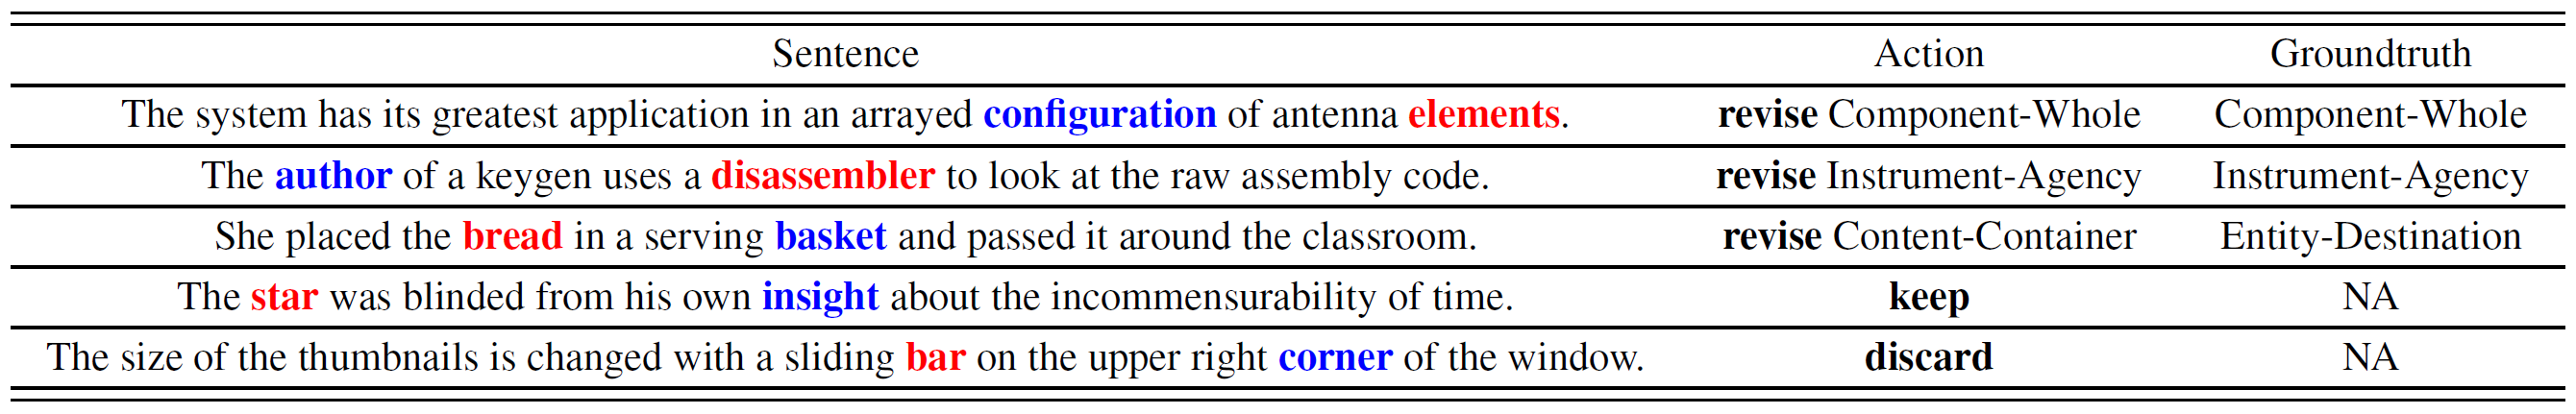 Sentence Action Groundtruth
The system has its greatest application in an arrayed configuration of antenna elements. revise Component-Whole Component-Whole
The author of a keygen uses a disassembler to look at the raw assembly code. revise Instrument-Agency Instrument-Agency
She placed the bread in a serving basket and passed it around the classroom. revise Content-Container Entity-Destination
The star was blinded from his own insight about the incommensurability of time. keep NA
The size of the thumbnails is changed with a sliding bar on the upper right corner of the window. discard NA